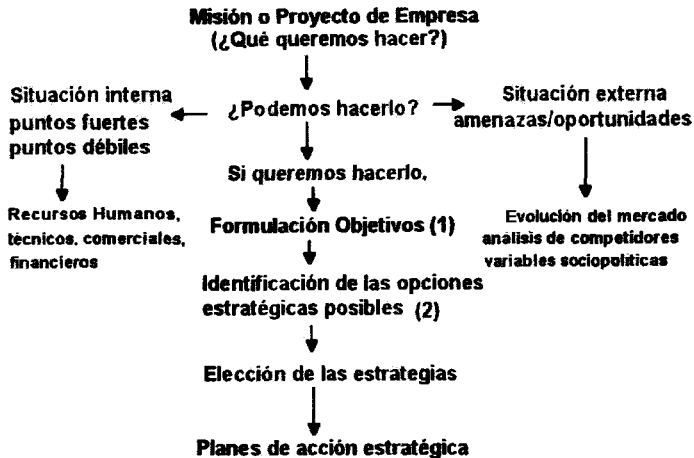 Misión o Proyecto de Empresa
(¿Qué queremos hacer?)
Situación interna
puntos fuertes
puntos débiles
¿Podemos hacerlo?
Situación externa
amenazas/oportunidades
Si queremos hacerlo.
Recursos Humanos,
técnicos, comerciales,
financieros
Formulación Objetivos (1)
Evolución del mercado
análisis de competidores
variables sociopolíticas
Identificación de las opciones
estratégicas posibles (2)
Elección de las estrategias
Planes de acción estratégica